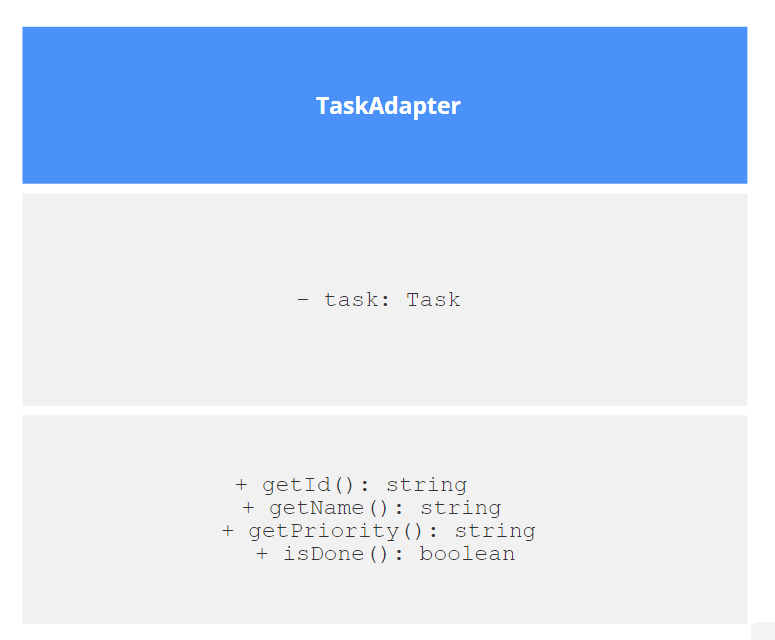 TaskAdapter
- task: Task
+ getId(): string
+ getName(): string
+ getPriority(): string
+ isDone(): boolean